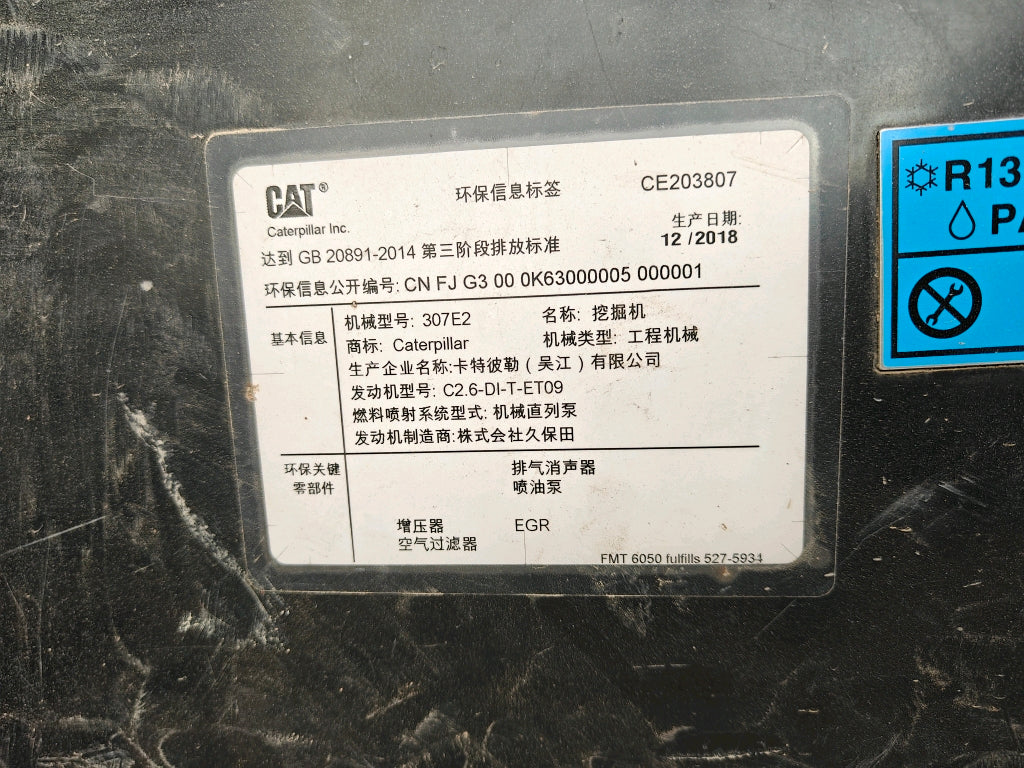 CAT®
Caterpillar Inc.
环保信息标签
CE203807
生产日期:
12 /2018
达到 GB 20891-2014 第三阶段排放标准
环保信息公开编号: CN FJ G3 00 0K63000005 000001
基本信息
机械型号: 307E2
名称: 挖掘机
商标: Caterpillar
机械类型: 工程机械
生产企业名称:卡特彼勒（吴江）有限公司
发动机型号: C2.6-DI-T-ET09
燃料喷射系统型式: 机械直列泵
发动机制造商:株式会社久保田
环保关键
零部件
排气消声器
喷油泵
增压器
EGR
空气过滤器
FMT 6050 fulfills 527-5934
R13
PA